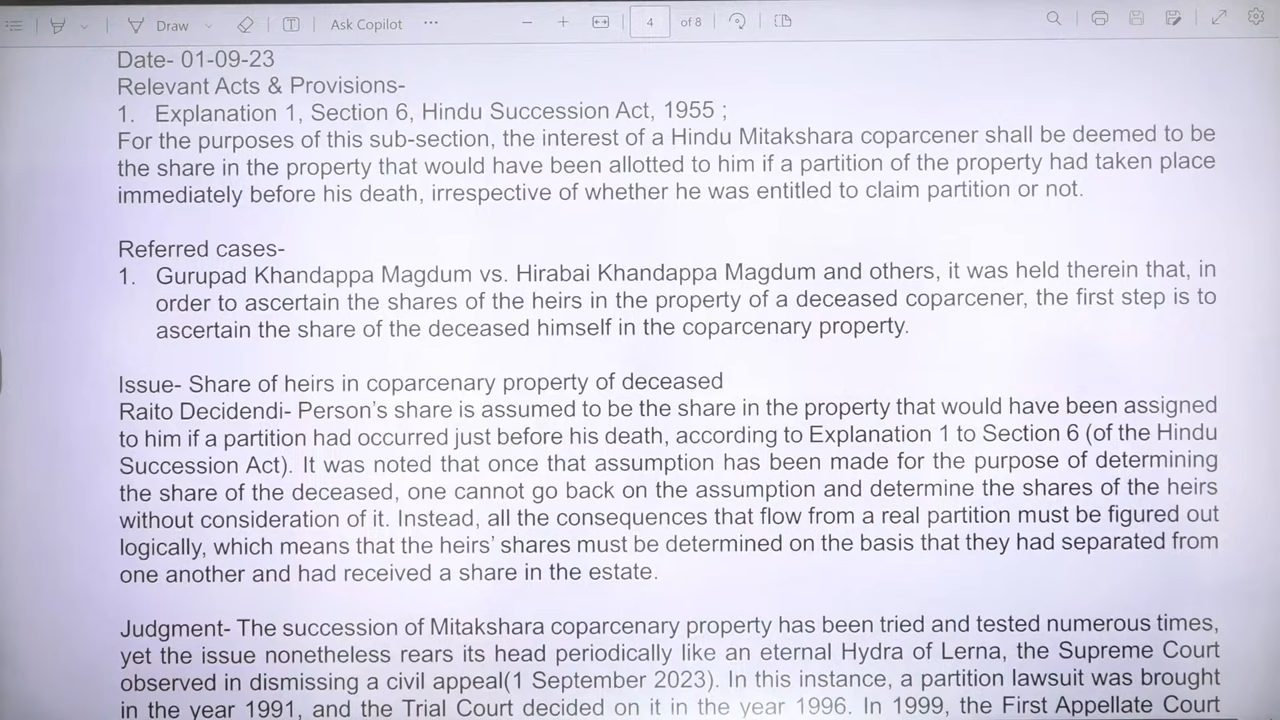 Draw
Ask Copilot
4 of 8
Date- 01-09-23
Relevant Acts & Provisions-
1. Explanation 1, Section 6, Hindu Succession Act, 1955 ;
For the purposes of this sub-section, the interest of a Hindu Mitakshara coparcener shall be deemed to be
the share in the property that would have been allotted to him if a partition of the property had taken place
immediately before his death, irrespective of whether he was entitled to claim partition or not.
Referred cases-
1. Gurupad Khandappa Magdum vs. Hirabai Khandappa Magdum and others, it was held therein that, in
order to ascertain the shares of the heirs in the property of a deceased coparcener, the first step is to
ascertain the share of the deceased himself in the coparcenary property.
Issue- Share of heirs in coparcenary property of deceased
Raito Decidendi- Person's share is assumed to be the share in the property that would have been assigned
to him if a partition had occurred just before his death, according to Explanation 1 to Section 6 (of the Hindu
Succession Act). It was noted that once that assumption has been made for the purpose of determining
the share of the deceased, one cannot go back on the assumption and determine the shares of the heirs
without consideration of it. Instead, all the consequences that flow from a real partition must be figured out
logically, which means that the heirs' shares must be determined on the basis that they had separated from
one another and had received a share in the estate.
Judgment- The succession of Mitakshara coparcenary property has been tried and tested numerous times,
yet the issue nonetheless rears its head periodically like an eternal Hydra of Lerna, the Supreme Court
observed in dismissing a civil appeal(1 September 2023). In this instance, a partition lawsuit was brought
in the year 1991, and the Trial Court decided on it in the year 1996. In 1999, the First Appellate Court